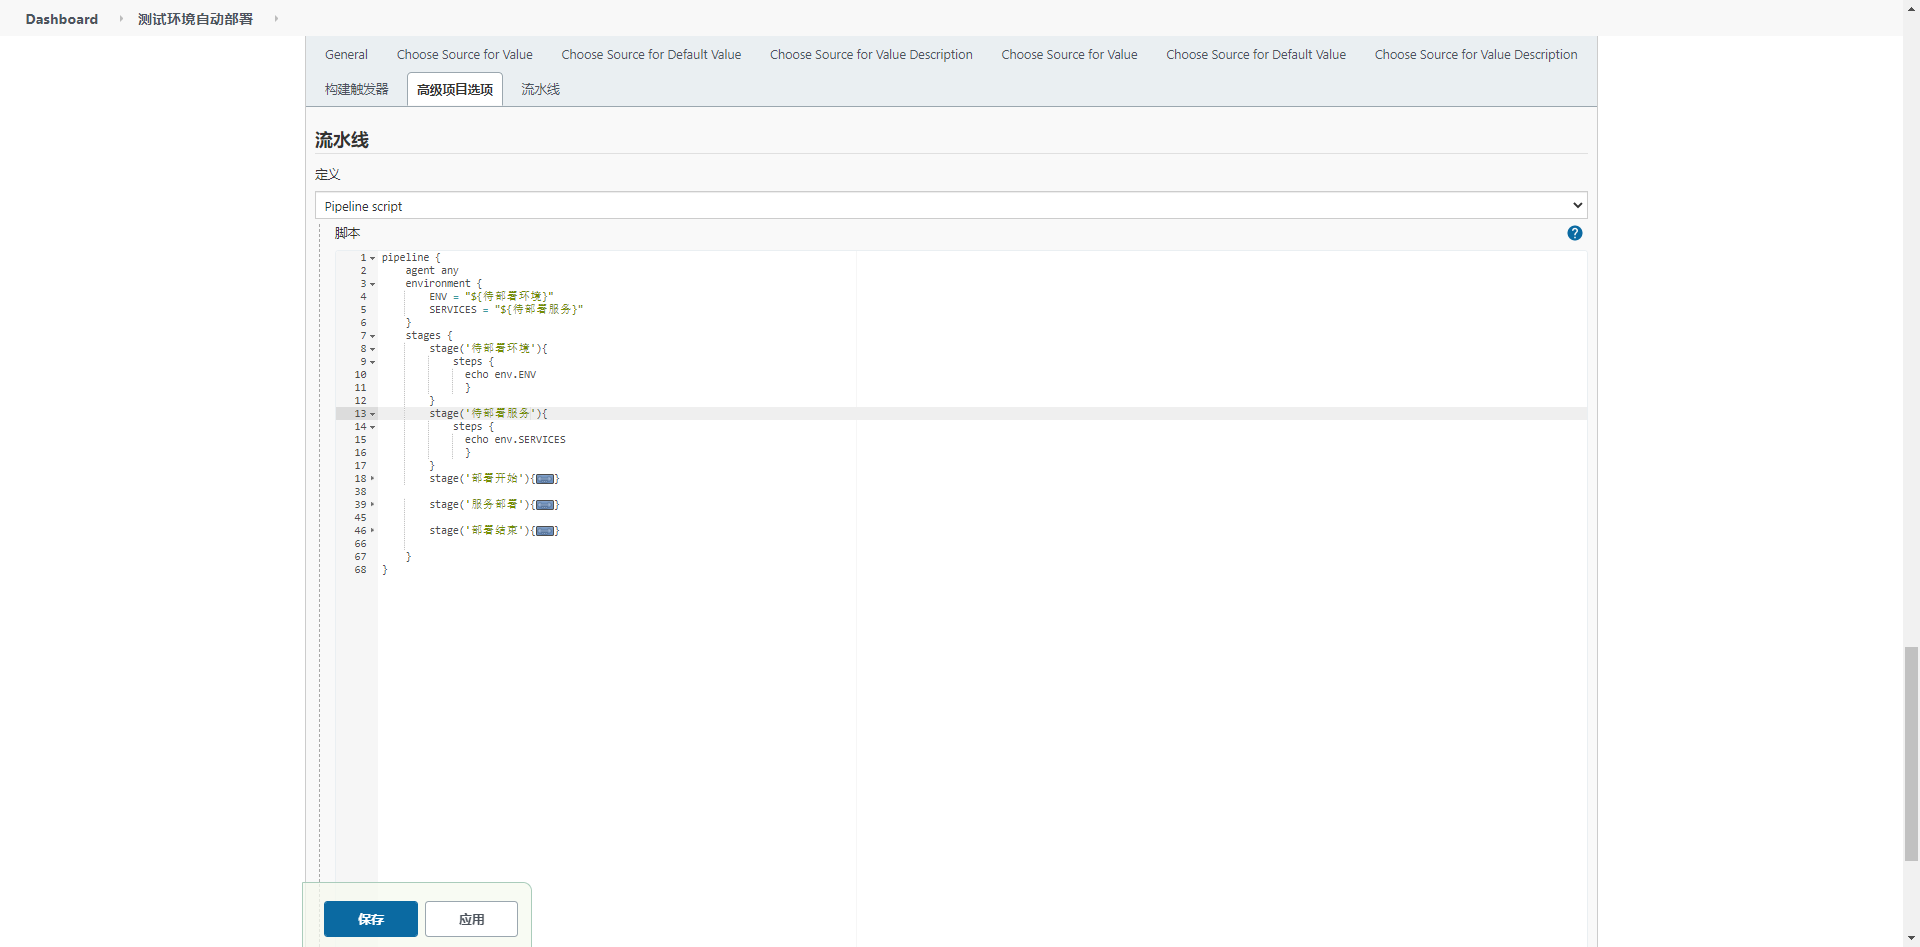 Dashboard 测试环境自动部署
General Choose Source for Value Choose Source for Default Value Choose Source for Value Description Choose Source for Value Choose Source for Default Value Choose Source for Value Description
构建触发器 高级项目选项 流水线
流水线
定义
Pipeline script
脚本 ?
1 pipeline {
2     agent any
3     environment {
4         ENV = "${待部署环境}"
5         SERVICES = "${待部署服务}"
6     }
7     stages {
8         stage('待部署环境'){
9             steps {
10               echo env.ENV
11               }
12         }
13         stage('待部署服务'){
14             steps {
15               echo env.SERVICES
16               }
17         }
18         stage('部署开始'){}
38
39         stage('服务部署'){}
45
46         stage('部署结束'){}
66
67     }
68 }
保存 应用